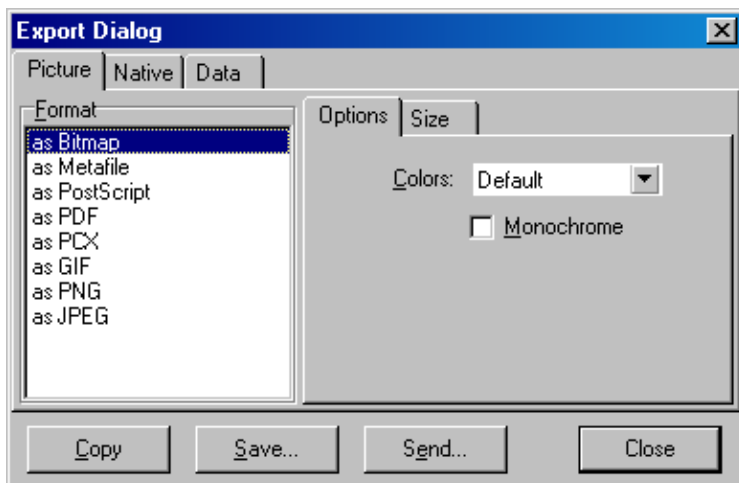 Export Dialog
Picture Native Data
Format
as Bitmap
as Metafile
as PostScript
as PDF
as PCX
as GIF
as PNG
as JPEG
Options Size
Colors: Default
Monochrome
Copy Save... Send... Close